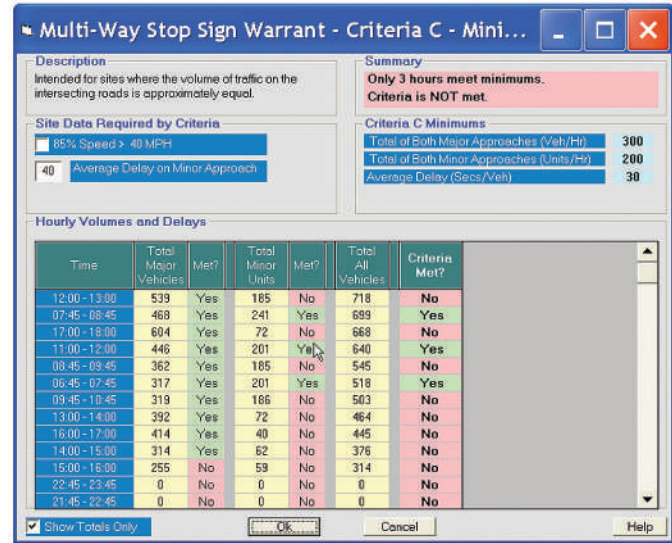 Multi-Way Stop Sign Warrant - Criteria C - Mini...
Description
Intended for sites where the volume of traffic on the
intersecting roads is approximately equal.
Summary
Only 3 hours meet minimums.
Criteria is NOT met.
Site Data Required by Criteria
85% Speed > 40 MPH
40 Average Delay on Minor Approach
Criteria C Minimums
Total of Both Major Approaches (Veh/Hr) 300
Total of Both Minor Approaches (Units/Hr) 200
Average Delay (Secs/Veh) 30
Hourly Volumes and Delays
Time Total Major Vehicles Met? Total Minor Units Met? Total All Vehicles Criteria Met?
12:00 - 13:00 539 Yes 185 No 718 No
07:45 - 08:45 468 Yes 241 Yes 699 Yes
17:00 - 18:00 604 Yes 72 No 668 No
11:00 - 12:00 446 Yes 201 Yes 640 Yes
08:45 - 09:45 362 Yes 185 No 545 No
06:45 - 07:45 317 Yes 201 Yes 518 Yes
09:45 - 10:45 319 Yes 186 No 503 No
13:00 - 14:00 392 Yes 72 No 464 No
16:00 - 17:00 414 Yes 40 No 445 No
14:00 - 15:00 314 Yes 62 No 376 No
15:00 - 16:00 255 No 59 No 314 No
22:45 - 23:45 0 No 0 No 0 No
21:45 - 22:45 0 No 0 No 0 No
Show Totals Only
Ok
Cancel
Help